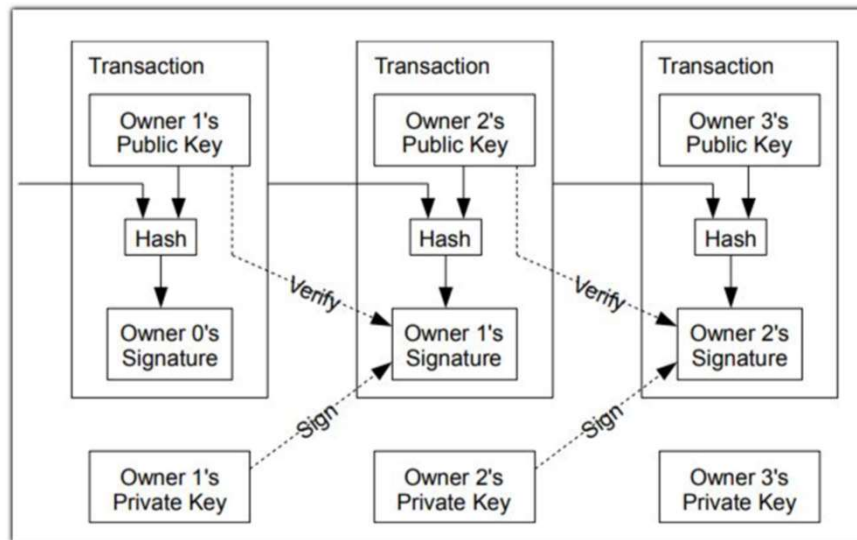 Transaction
Transaction
Transaction
Owner 1's
Public Key
Owner 2's
Public Key
Owner 3's
Public Key
Hash
Hash
Hash
Verify
Verify
Owner 0's
Signature
Owner 1's
Signature
Owner 2's
Signature
Sign
Sign
Owner 1's
Private Key
Owner 2's
Private Key
Owner 3's
Private Key